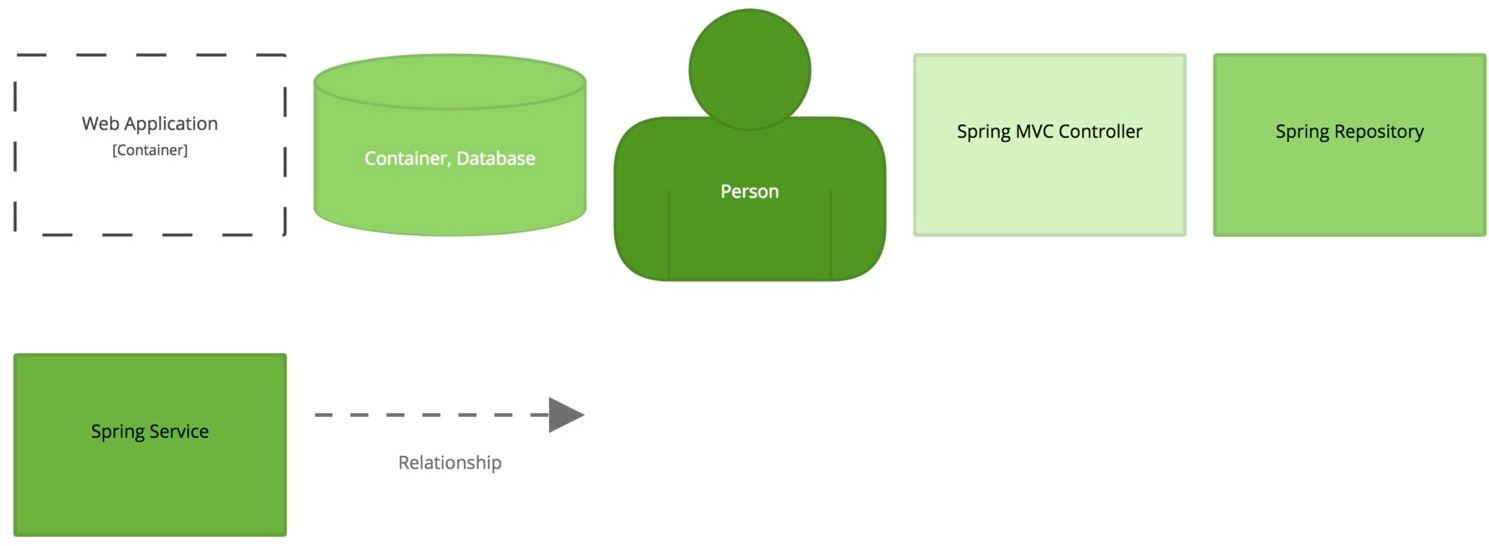 Web Application
[Container]
Container, Database
Person
Spring MVC Controller
Spring Repository
Spring Service
Relationship